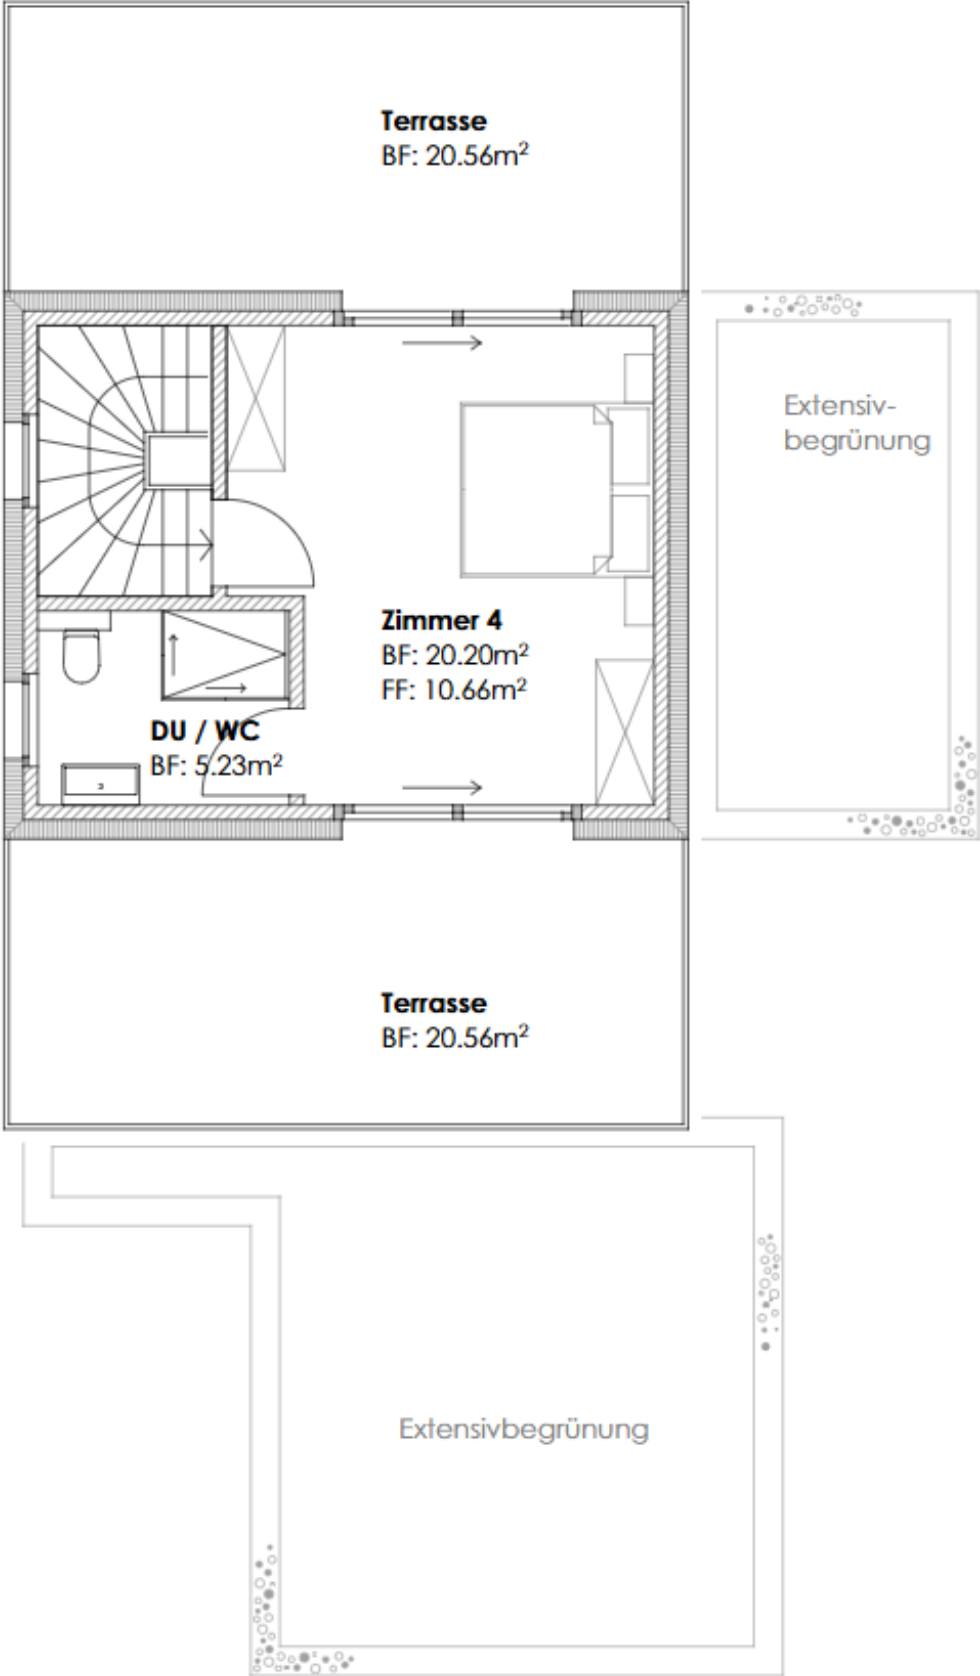 Terrasse
BF: 20.56m²
Extensiv-
begrünung
Zimmer 4
BF: 20.20m²
FF: 10.66m²
DU / WC
BF: 5.23m²
Terrasse
BF: 20.56m²
Extensivbegrünung